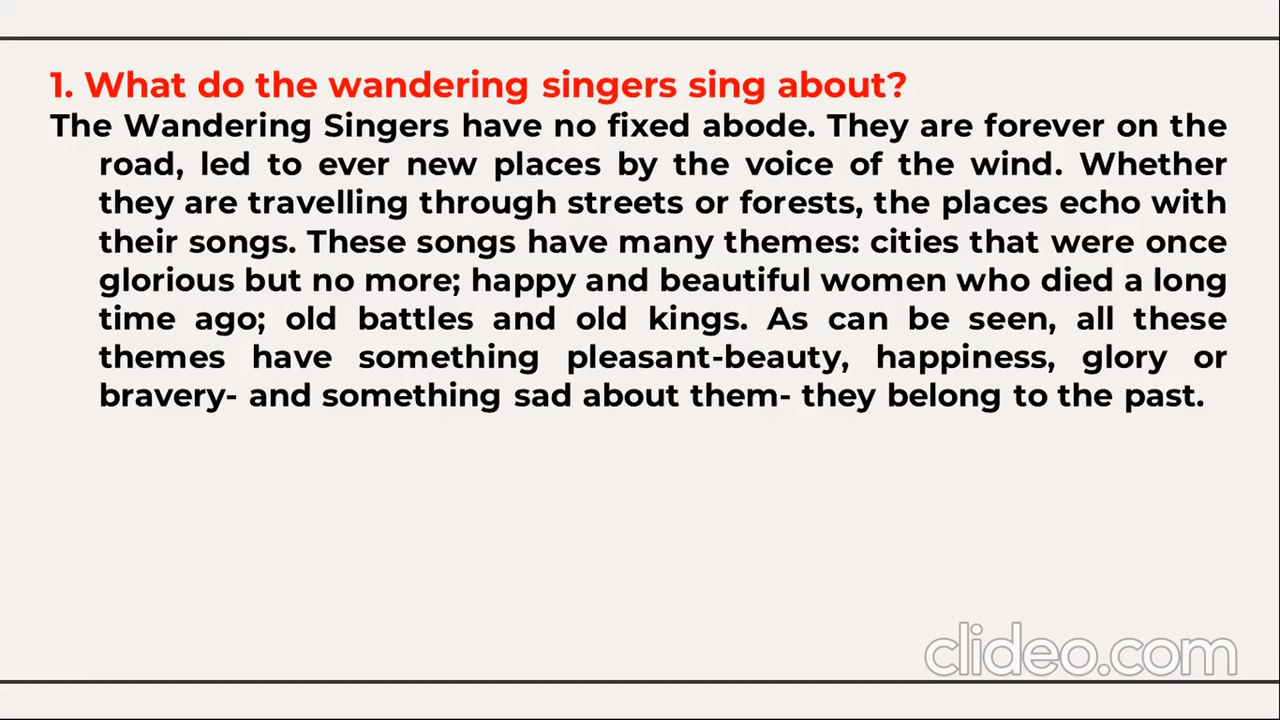 1. What do the wandering singers sing about?
The Wandering Singers have no fixed abode. They are forever on the
road, led to ever new places by the voice of the wind. Whether
they are travelling through streets or forests, the places echo with
their songs. These songs have many themes: cities that were once
glorious but no more; happy and beautiful women who died a long
time ago; old battles and old kings. As can be seen, all these
themes have something pleasant-beauty, happiness, glory or
bravery- and something sad about them- they belong to the past.
clideo.com